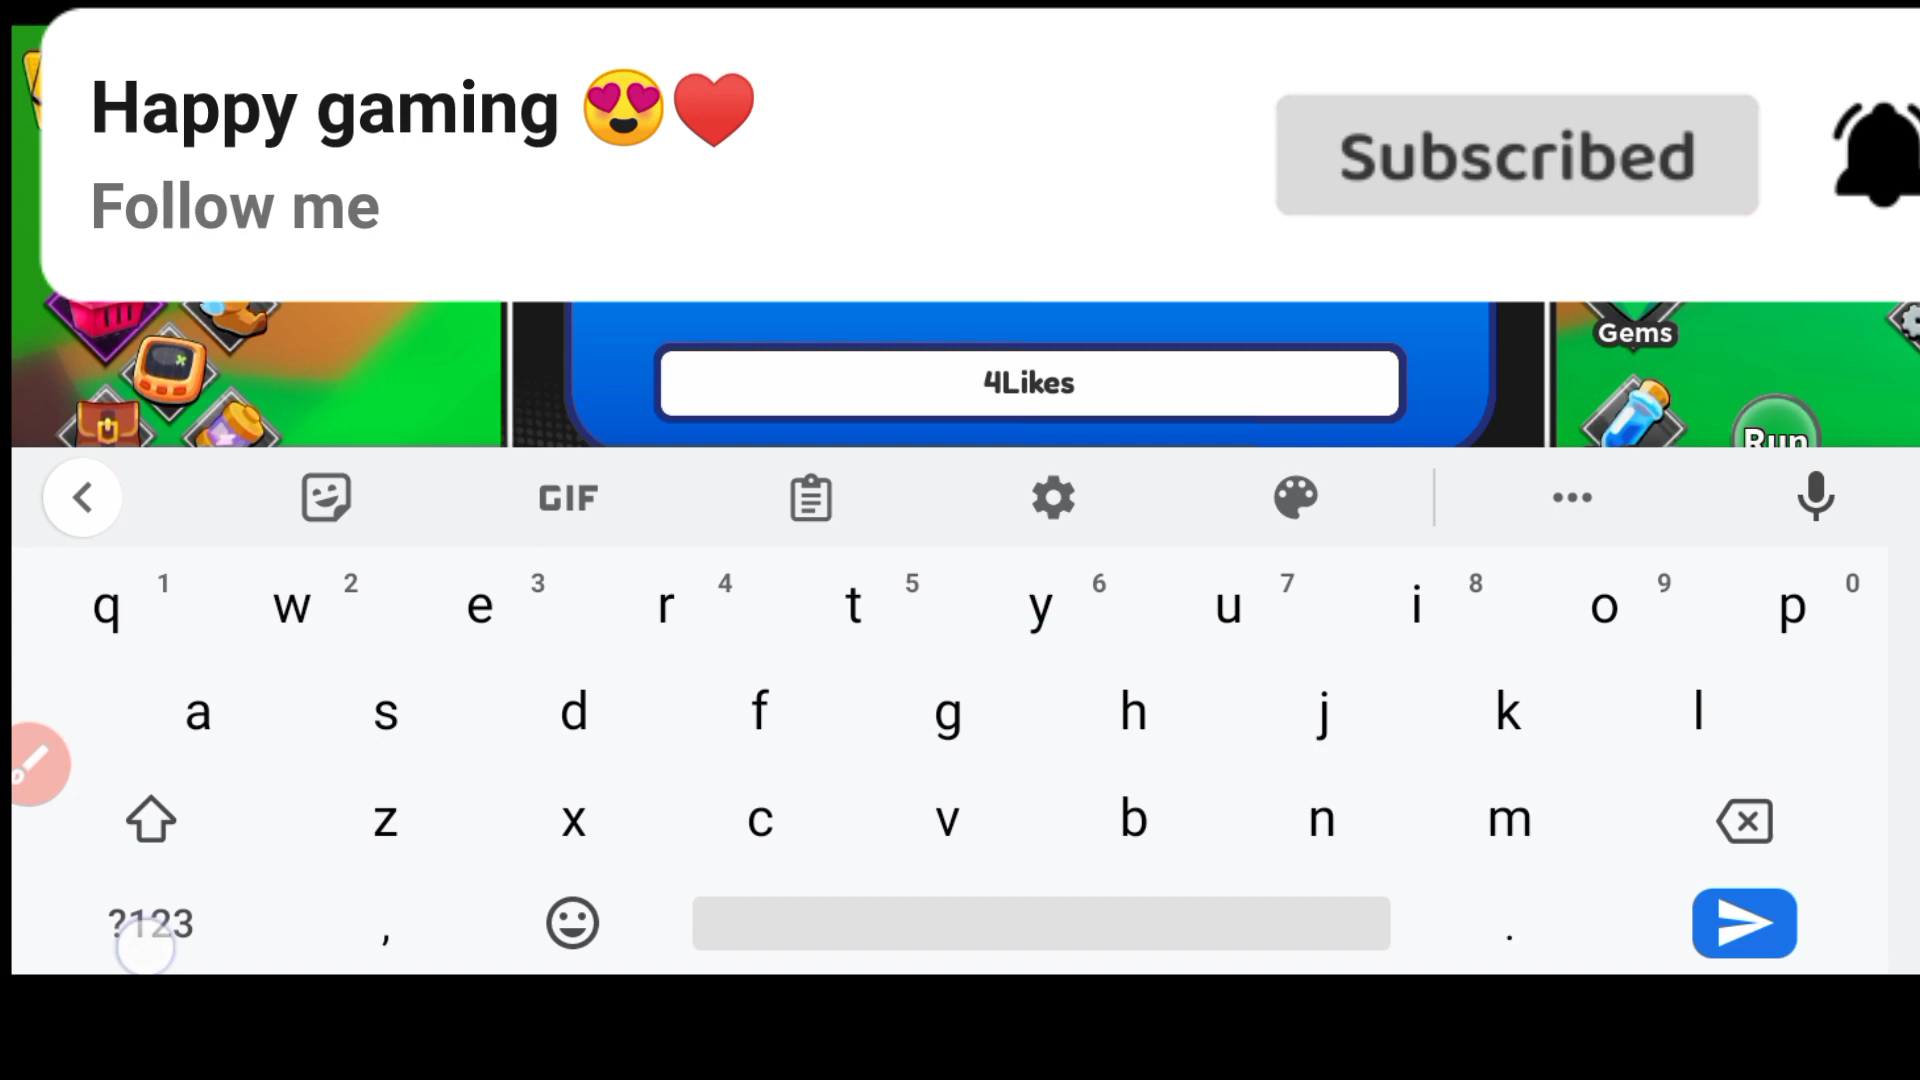 Happy gaming 😍♥️
Follow me
Subscribed
Gems
4Likes
Run
GIF
q 1 w 2 e 3 r 4 t 5 y 6 u 7 i 8 o 9 p 0
a s d f g h j k l
z x c v b n m
?123 , .